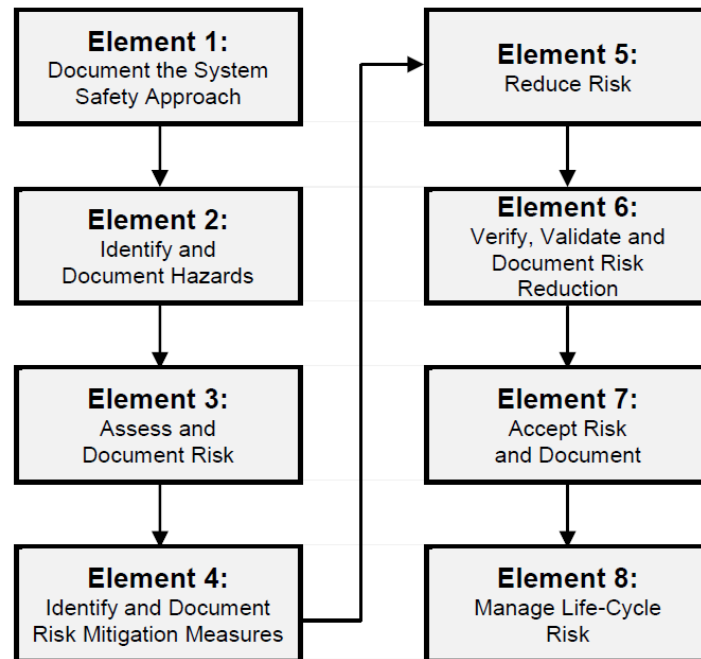 Element 1:
Document the System
Safety Approach
Element 2:
Identify and
Document Hazards
Element 3:
Assess and
Document Risk
Element 4:
Identify and Document
Risk Mitigation Measures
Element 5:
Reduce Risk
Element 6:
Verify, Validate and
Document Risk
Reduction
Element 7:
Accept Risk
and Document
Element 8:
Manage Life-Cycle
Risk